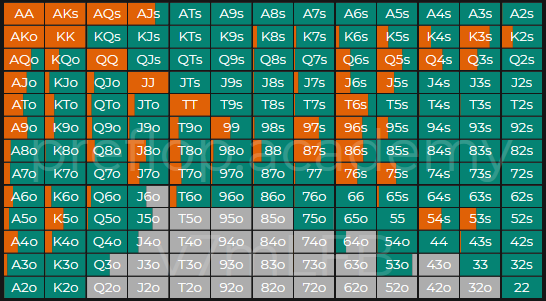 AA AKs AQs AJs ATs A9s A8s A7s A6s A5s A4s A3s A2s
AKo KK KQs KJs KTs K9s K8s K7s K6s K5s K4s K3s K2s
AQo KQo QQ QJs QTs Q9s Q8s Q7s Q6s Q5s Q4s Q3s Q2s
AJo KJo QJo JJ JTs J9s J8s J7s J6s J5s J4s J3s J2s
ATo KTo QTo JTo TT T9s T8s T7s T6s T5s T4s T3s T2s
A9o K9o Q9o J9o T9o 99 98s 97s 96s 95s 94s 93s 92s
A8o K8o Q8o J8o T8o 98o 88 87s 86s 85s 84s 83s 82s
preflop.academy
A7o K7o Q7o J7o T7o 97o 87o 77 76s 75s 74s 73s 72s
A6o K6o Q6o J6o T6o 96o 86o 76o 66 65s 64s 63s 62s
A5o K5o Q5o J5o T5o 95o 85o 75o 65o 55 54s 53s 52s
A4o K4o Q4o J4o T4o 94o 84o 74o 64o 54o 44 43s 42s
A3o K3o Q3o J3o T3o 93o 83o 73o 63o 53o 43o 33 32s
A2o K2o Q2o J2o T2o 92o 82o 72o 62o 52o 42o 32o 22